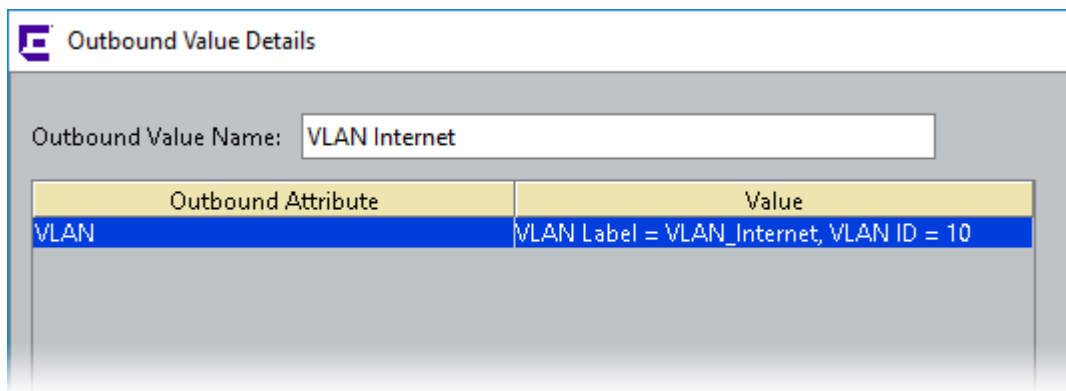 Outbound Value Details
Outbound Value Name: VLAN Internet
Outbound Attribute Value
VLAN VLAN Label = VLAN_Internet, VLAN ID = 10